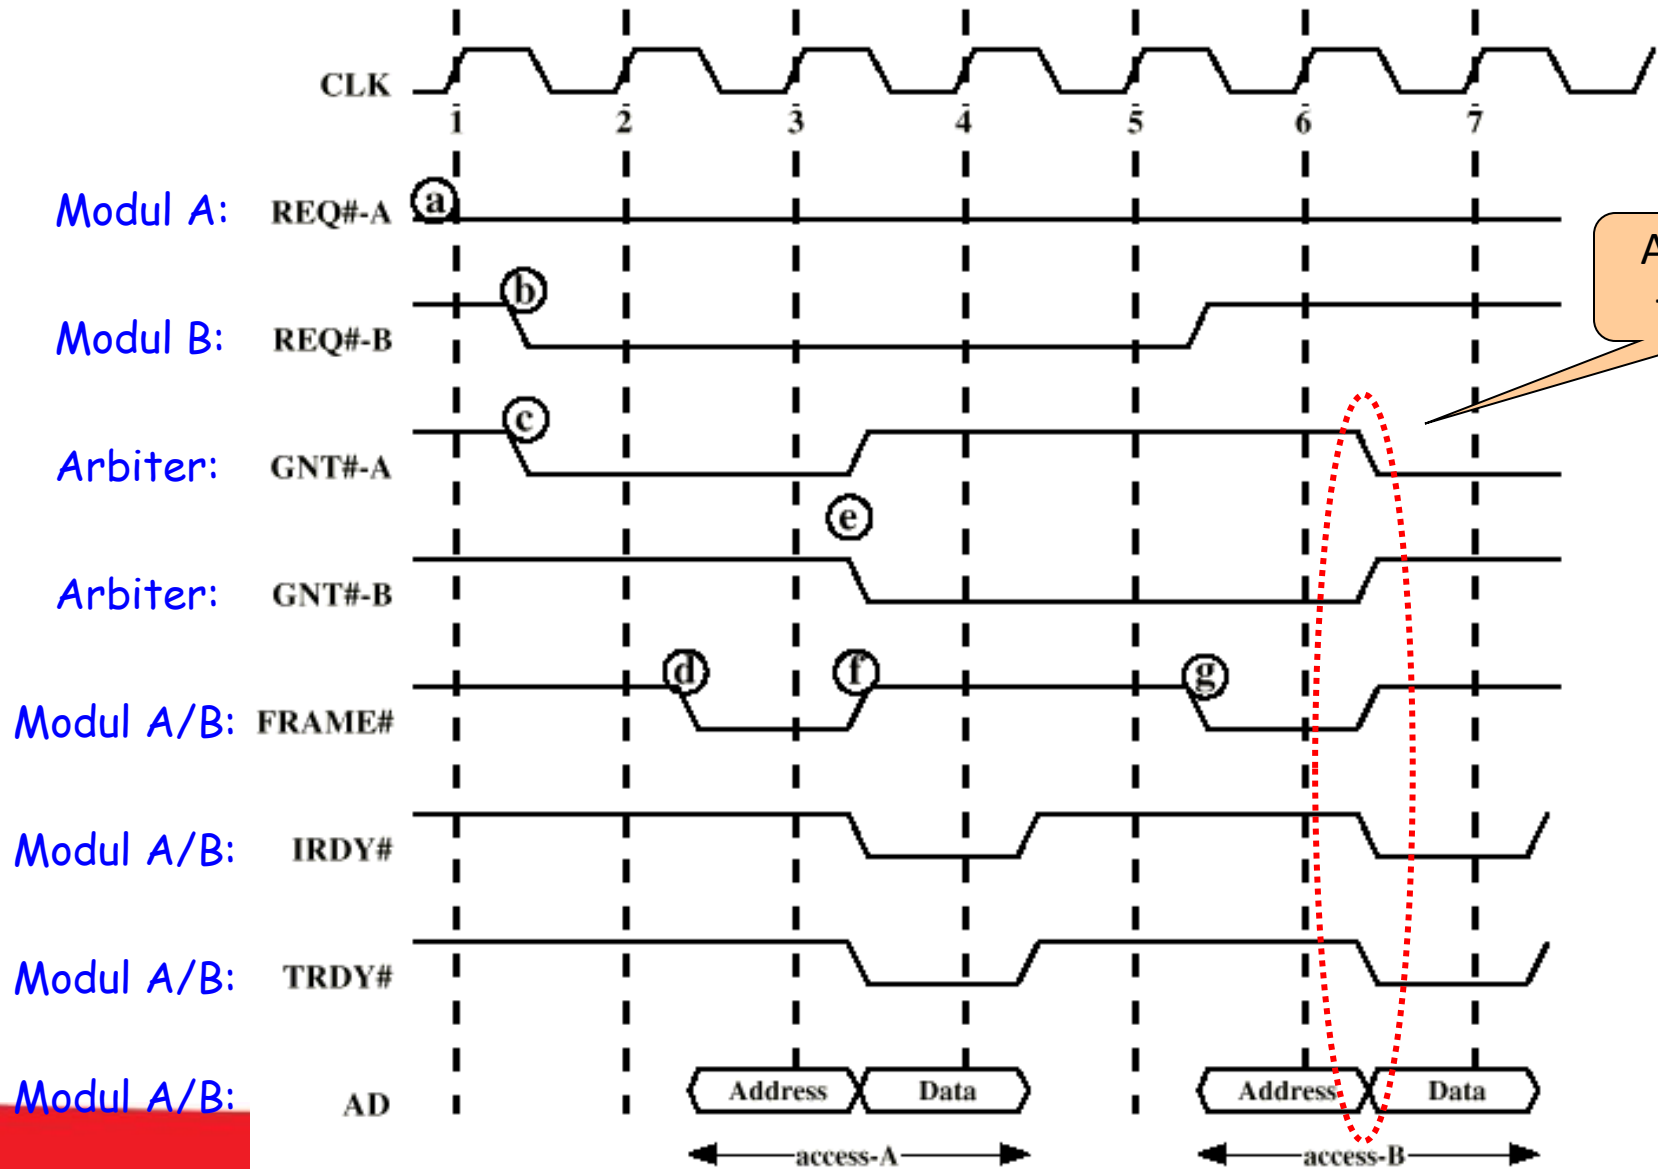 CLK
1 2 3 4 5 6 7
Modul A: REQ#-A a
b
Modul B: REQ#-B
c
Arbiter: GNT#-A
e
Arbiter: GNT#-B
d f g
Modul A/B: FRAME#
Modul A/B: IRDY#
Modul A/B: TRDY#
Modul A/B: AD Address Data Address Data
access-A access-B